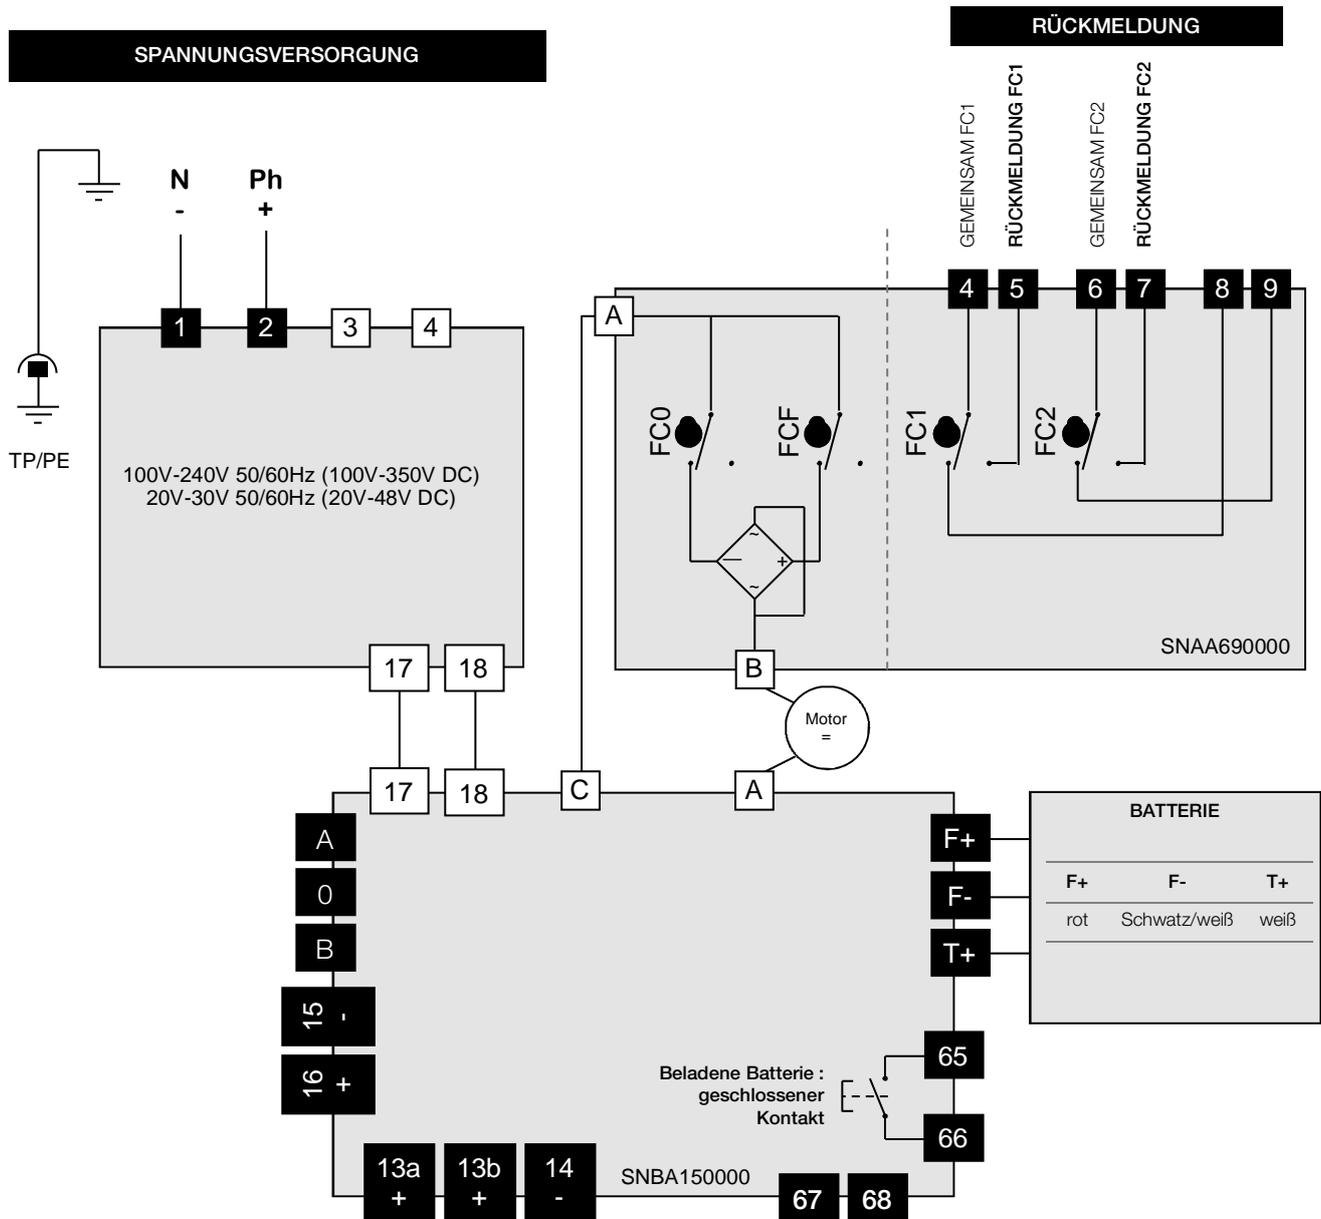 SPANNUNGSVERSORGUNG
RÜCKMELDUNG
GEMEINSAM FC1
RÜCKMELDUNG FC1
GEMEINSAM FC2
RÜCKMELDUNG FC2
N
-
Ph
+
1
2
3
4
TP/PE
100V-240V 50/60Hz (100V-350V DC)
20V-30V 50/60Hz (20V-48V DC)
17
18
A
4
5
6
7
8
9
FC0
FCF
FC1
FC2
~
—
+
~
SNAA690000
B
Motor
=
17
18
C
A
A
0
B
15 -
16 +
F+
F-
T+
BATTERIE
F+ F- T+
rot Schwatz/weiß weiß
65
66
Beladene Batterie :
geschlossener
Kontakt
13a
+
13b
+
14
-
SNBA150000
67
68